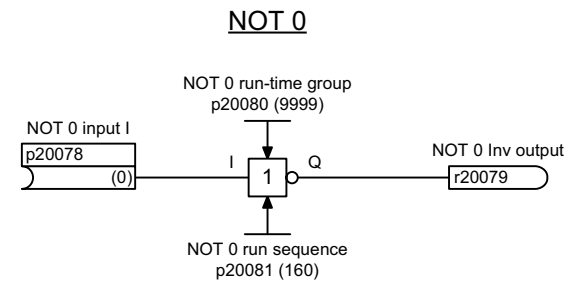 NOT 0
NOT 0 run-time group
p20080 (9999)
NOT 0 input I
p20078
(0)
I
1
Q
NOT 0 Inv output
r20079
NOT 0 run sequence
p20081 (160)